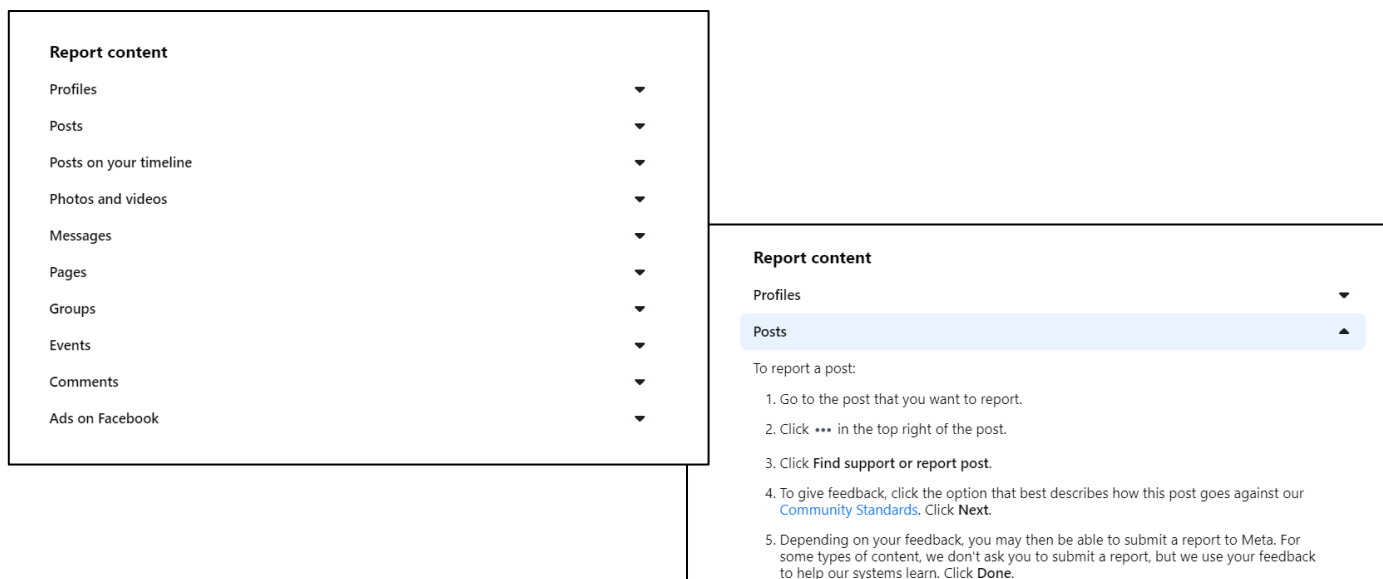 Report content
Profiles
Posts
Posts on your timeline
Photos and videos
Messages
Pages
Groups
Events
Comments
Ads on Facebook
Report content
Profiles
Posts
To report a post:
1. Go to the post that you want to report.
2. Click ••• in the top right of the post.
3. Click Find support or report post.
4. To give feedback, click the option that best describes how this post goes against our
Community Standards. Click Next.
5. Depending on your feedback, you may then be able to submit a report to Meta. For
some types of content, we don't ask you to submit a report, but we use your feedback
to help our systems learn. Click Done.